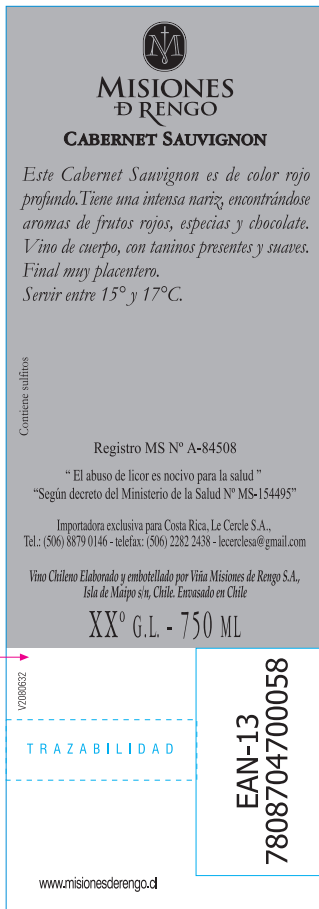 M
MISIONES
D RENGO
CABERNET SAUVIGNON
Este Cabernet Sauvignon es de color rojo
profundo. Tiene una intensa nariz, encontrándose
aromas de frutos rojos, especias y chocolate.
Vino de cuerpo, con taninos presentes y suaves.
Final muy placentero.
Servir entre 15° y 17°C.
Contiene sulfitos
Registro MS Nº A-84508
“ El abuso de licor es nocivo para la salud ”
“Según decreto del Ministerio de la Salud Nº MS-154495”
Importadora exclusiva para Costa Rica, Le Cercle S.A.,
Tel.: (506) 8879 0146 - telefax: (506) 2282 2438 - lecerclesa@gmail.com
Vino Chileno Elaborado y embotellado por Viña Misiones de Rengo S.A.,
Isla de Maipo s/n, Chile. Envasado en Chile
XXº G.L. - 750 ML
V2080632
TRAZABILIDAD
EAN-13
7808704700058
www.misionesderengo.cl